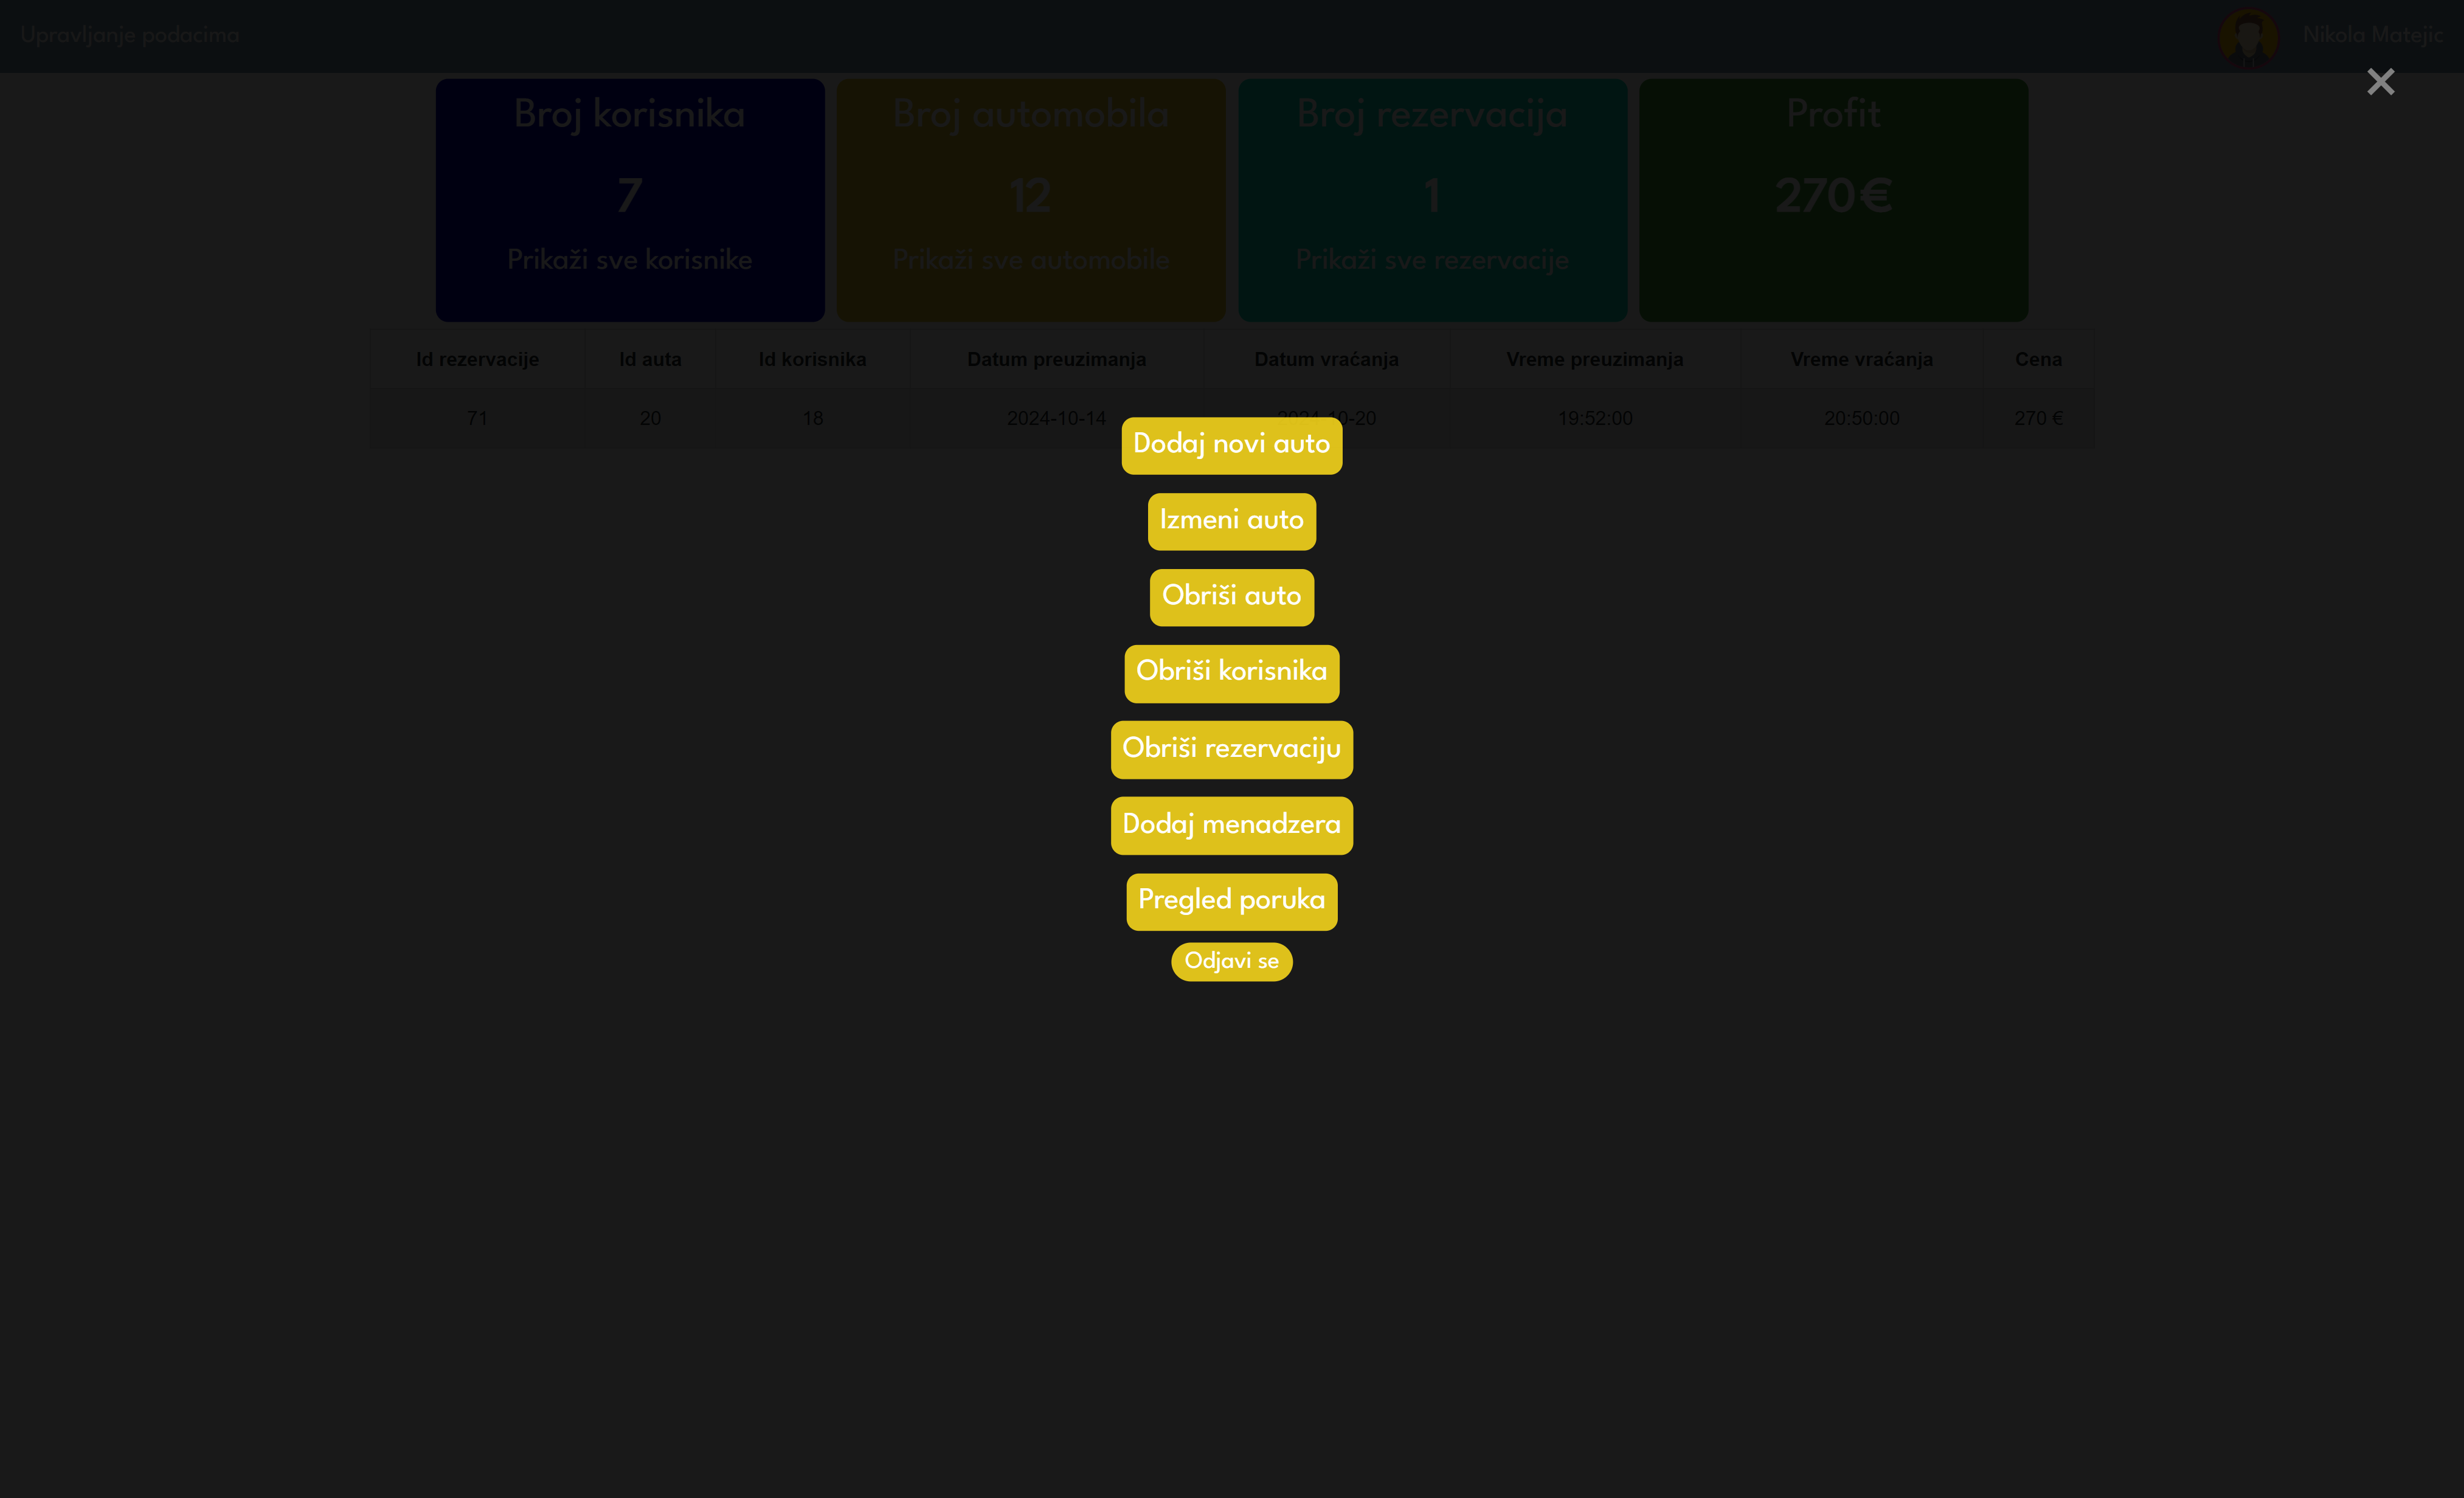 Upravljanje podacima
Nikola Matejic
×
Broj korisnika
7
Prikaži sve korisnike
Broj automobila
12
Prikaži sve automobile
Broj rezervacija
1
Prikaži sve rezervacije
Profit
270€
Id rezervacije Id auta Id korisnika Datum preuzimanja Datum vraćanja Vreme preuzimanja Vreme vraćanja Cena
71 20 18 2024-10-14 2024-10-20 19:52:00 20:50:00 270 €
Dodaj novi auto
Izmeni auto
Obriši auto
Obriši korisnika
Obriši rezervaciju
Dodaj menadzera
Pregled poruka
Odjavi se